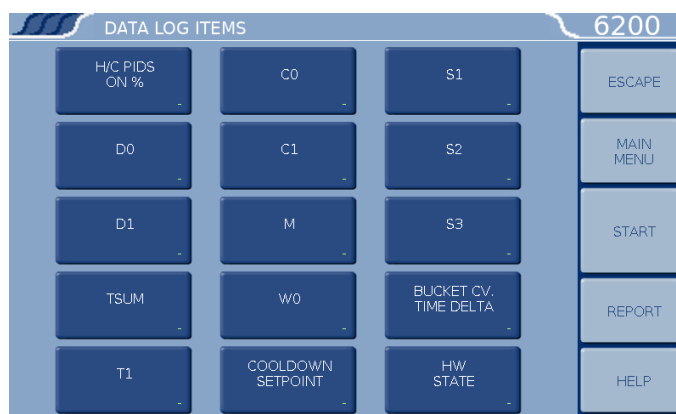 DATA LOG ITEMS
6200
H/C PIDS
ON %
-
C0
-
S1
-
ESCAPE
D0
-
C1
-
S2
-
MAIN
MENU
D1
-
M
-
S3
-
START
TSUM
-
W0
-
BUCKET CV.
TIME DELTA
-
REPORT
T1
-
COOLDOWN
SETPOINT
-
HW
STATE
-
HELP